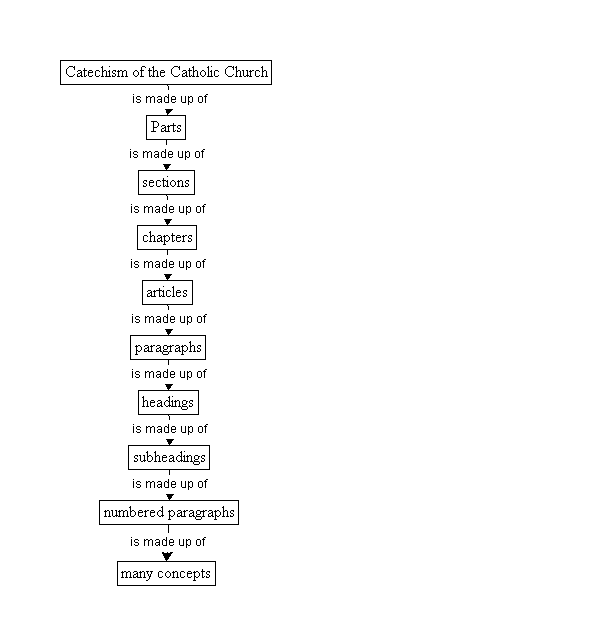 Catechism of the Catholic Church
is made up of
Parts
is made up of
sections
is made up of
chapters
is made up of
articles
is made up of
paragraphs
is made up of
headings
is made up of
subheadings
is made up of
numbered paragraphs
is made up of
many concepts